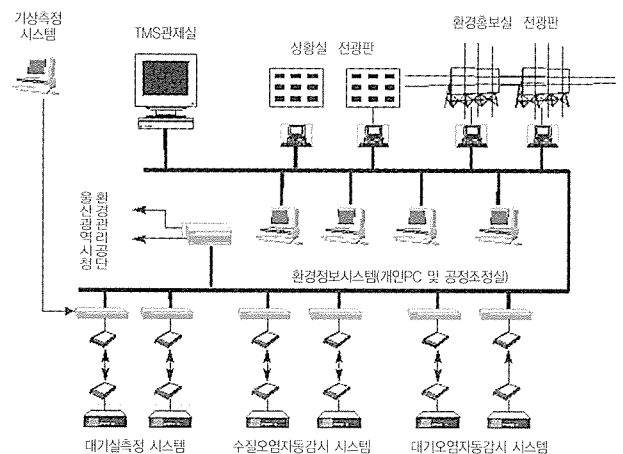 기상측정
시스템
TMS관제실
상황실 전광판
환경홍보실 전광판
울산광역시청
환경관리공단
환경정보시스템(개인PC 및 공정조정실)
대기실측정 시스템
수질오염자동감시 시스템
대기오염자동감시 시스템